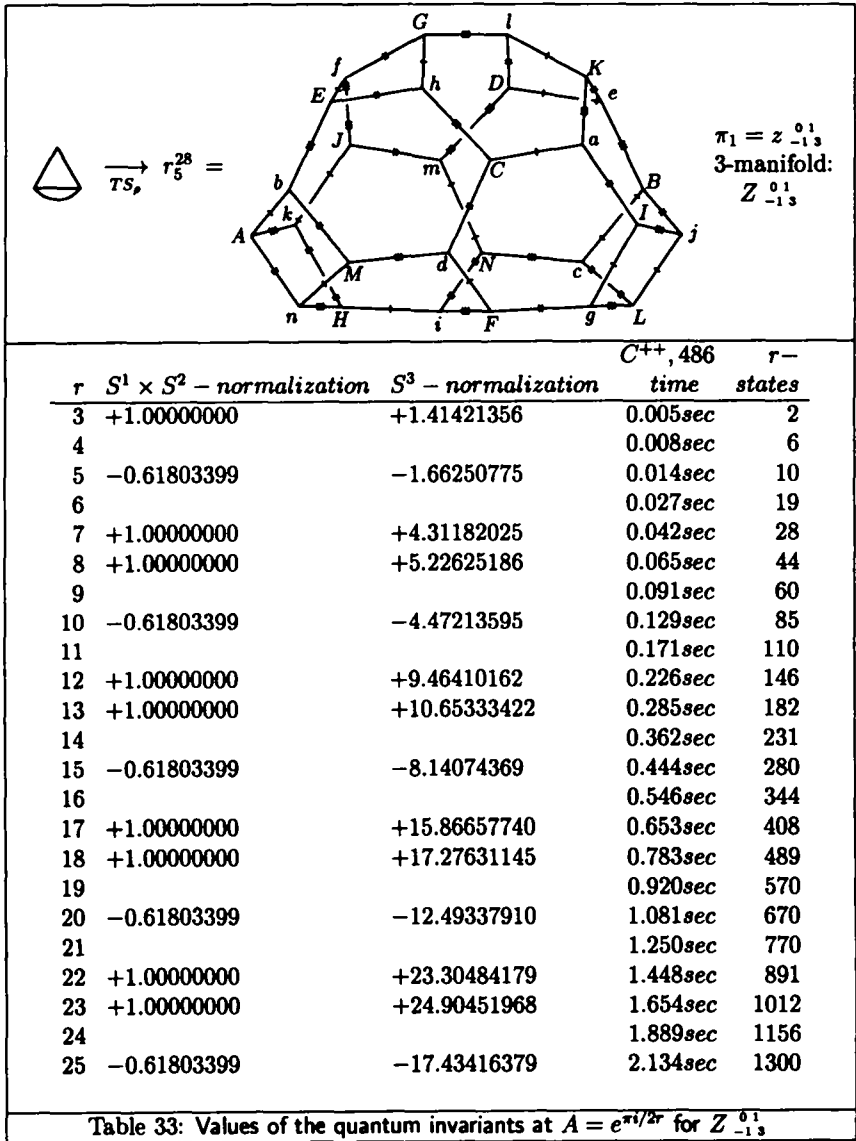 G l
f K
E h D e
J m C a
b k B I
A j
M d N c
n H i F g L
△ →TS_ρ r_5^28 =
π_1 = z_{-1 3}^{0 1}
3-manifold:
Z_{-1 3}^{0 1}
C^{++}, 486 r−
r S^1 × S^2 − normalization S^3 − normalization time states
3 +1.00000000 +1.41421356 0.005sec 2
4 0.008sec 6
5 −0.61803399 −1.66250775 0.014sec 10
6 0.027sec 19
7 +1.00000000 +4.31182025 0.042sec 28
8 +1.00000000 +5.22625186 0.065sec 44
9 0.091sec 60
10 −0.61803399 −4.47213595 0.129sec 85
11 0.171sec 110
12 +1.00000000 +9.46410162 0.226sec 146
13 +1.00000000 +10.65333422 0.285sec 182
14 0.362sec 231
15 −0.61803399 −8.14074369 0.444sec 280
16 0.546sec 344
17 +1.00000000 +15.86657740 0.653sec 408
18 +1.00000000 +17.27631145 0.783sec 489
19 0.920sec 570
20 −0.61803399 −12.49337910 1.081sec 670
21 1.250sec 770
22 +1.00000000 +23.30484179 1.448sec 891
23 +1.00000000 +24.90451968 1.654sec 1012
24 1.889sec 1156
25 −0.61803399 −17.43416379 2.134sec 1300
Table 33: Values of the quantum invariants at A = e^{πi/2r} for Z_{-1 3}^{0 1}